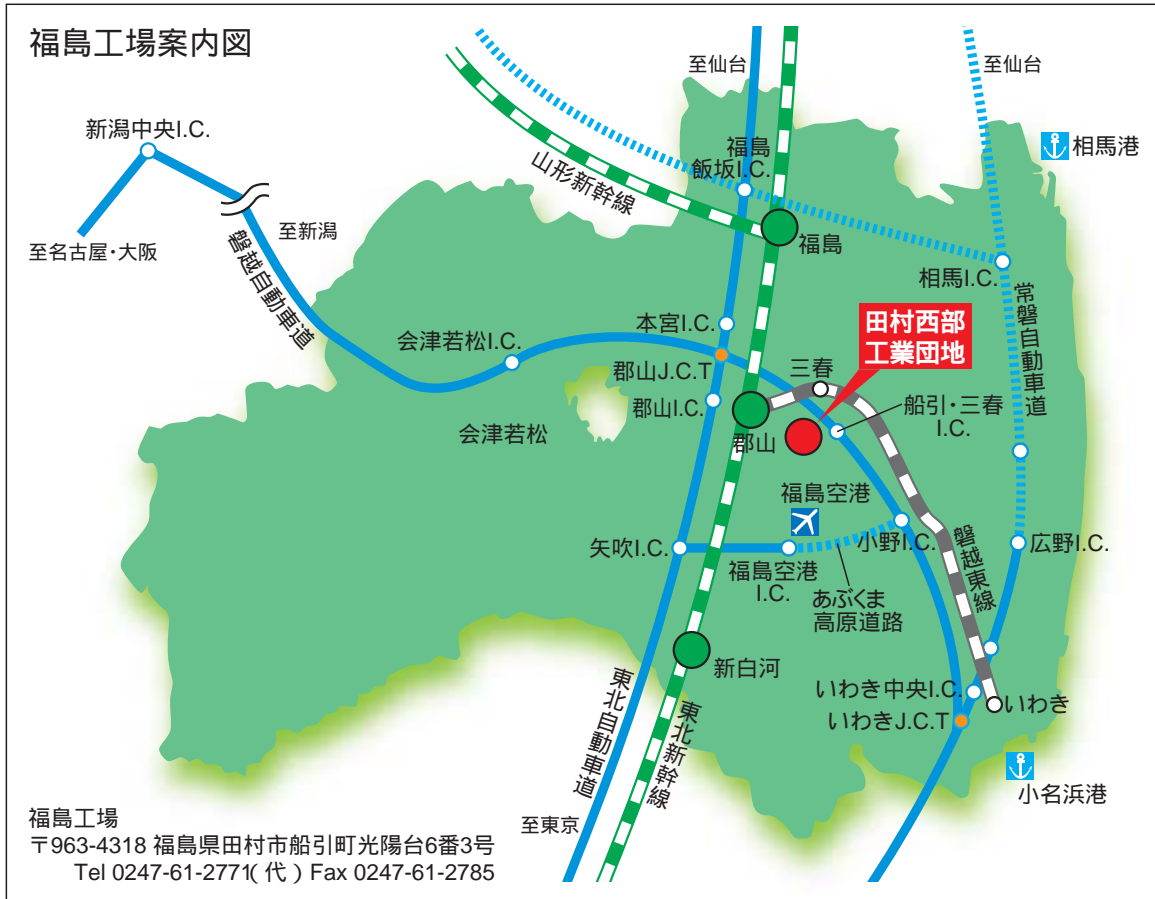 福島工場案内図
至仙台
至仙台
新潟中央I.C.
相馬港
福島
飯坂I.C.
山形新幹線
至新潟
福島
至名古屋・大阪
磐越自動車道
相馬I.C.
常磐自動車道
本宮I.C.
田村西部
工業団地
会津若松I.C.
郡山J.C.T
三春
郡山I.C.
船引・三春
I.C.
会津若松
郡山
福島空港
矢吹I.C.
小野I.C.
磐越東線
広野I.C.
福島空港
I.C.
あぶくま
高原道路
新白河
東北自動車道
東北新幹線
いわき中央I.C.
いわき
いわきJ.C.T
小名浜港
至東京
福島工場
〒963-4318 福島県田村市船引町光陽台6番3号
Tel 0247-61-2771(代)Fax 0247-61-2785